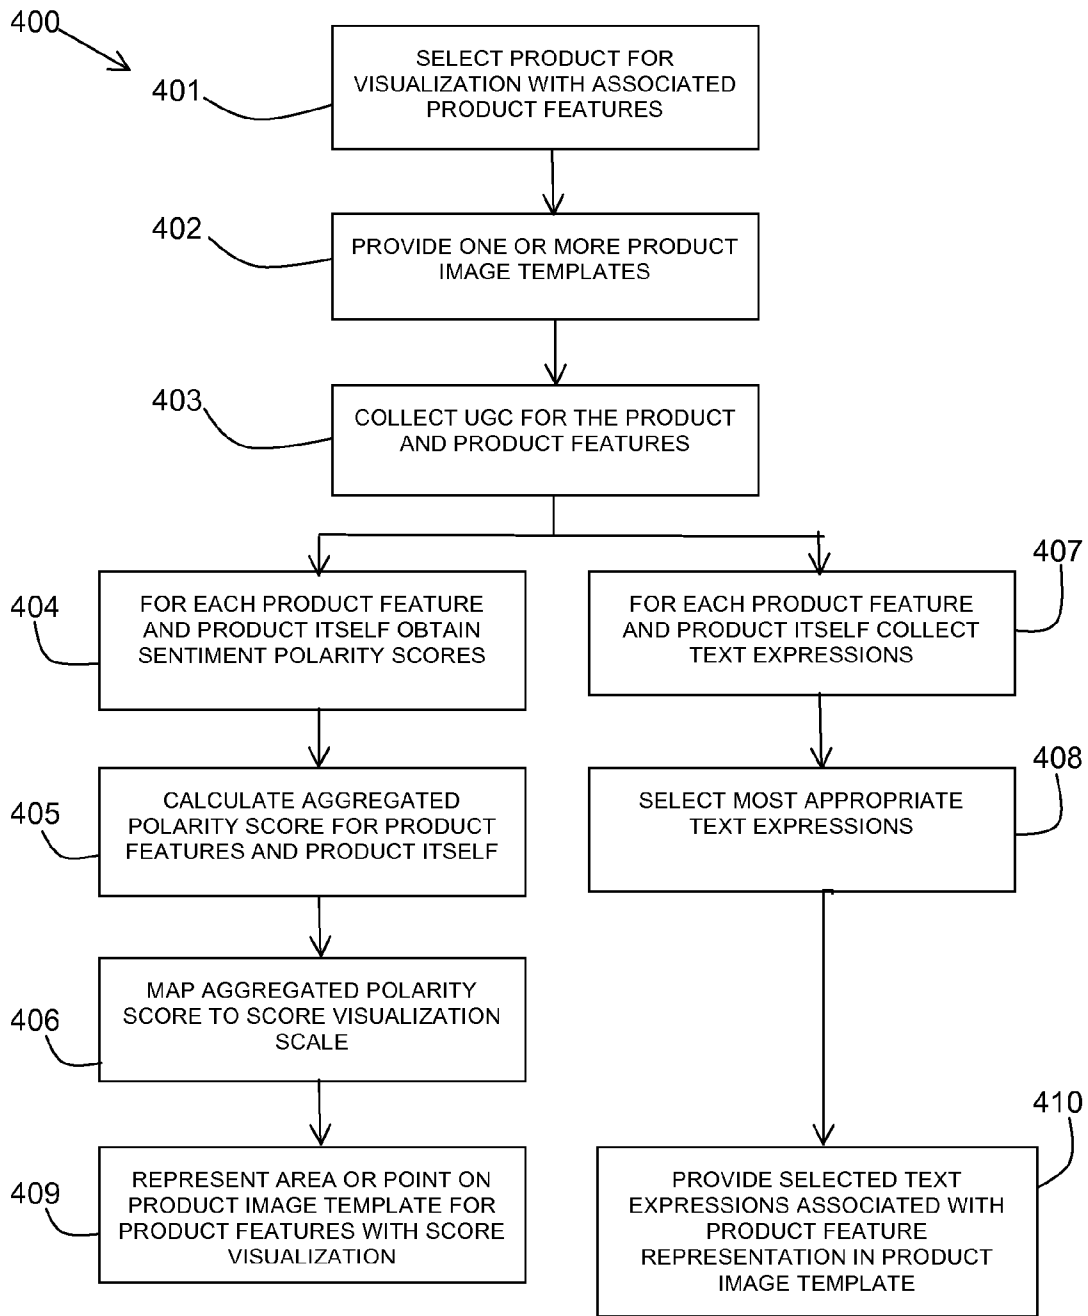 400
401
SELECT PRODUCT FOR
VISUALIZATION WITH ASSOCIATED
PRODUCT FEATURES
402
PROVIDE ONE OR MORE PRODUCT
IMAGE TEMPLATES
403
COLLECT UGC FOR THE PRODUCT
AND PRODUCT FEATURES
404
FOR EACH PRODUCT FEATURE
AND PRODUCT ITSELF OBTAIN
SENTIMENT POLARITY SCORES
407
FOR EACH PRODUCT FEATURE
AND PRODUCT ITSELF COLLECT
TEXT EXPRESSIONS
405
CALCULATE AGGREGATED
POLARITY SCORE FOR PRODUCT
FEATURES AND PRODUCT ITSELF
408
SELECT MOST APPROPRIATE
TEXT EXPRESSIONS
406
MAP AGGREGATED POLARITY
SCORE TO SCORE VISUALIZATION
SCALE
409
REPRESENT AREA OR POINT ON
PRODUCT IMAGE TEMPLATE FOR
PRODUCT FEATURES WITH SCORE
VISUALIZATION
410
PROVIDE SELECTED TEXT
EXPRESSIONS ASSOCIATED WITH
PRODUCT FEATURE
REPRESENTATION IN PRODUCT
IMAGE TEMPLATE